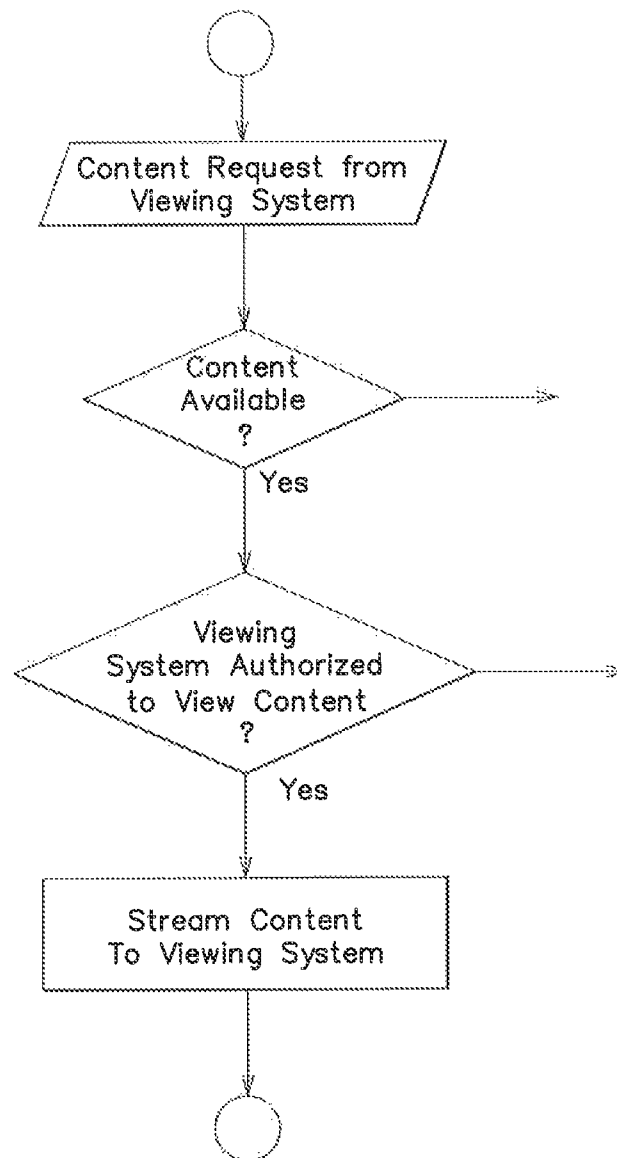 Content Request from
Viewing System
Content
Available
?
Yes
Viewing
System Authorized
to View Content
?
Yes
Stream Content
To Viewing System